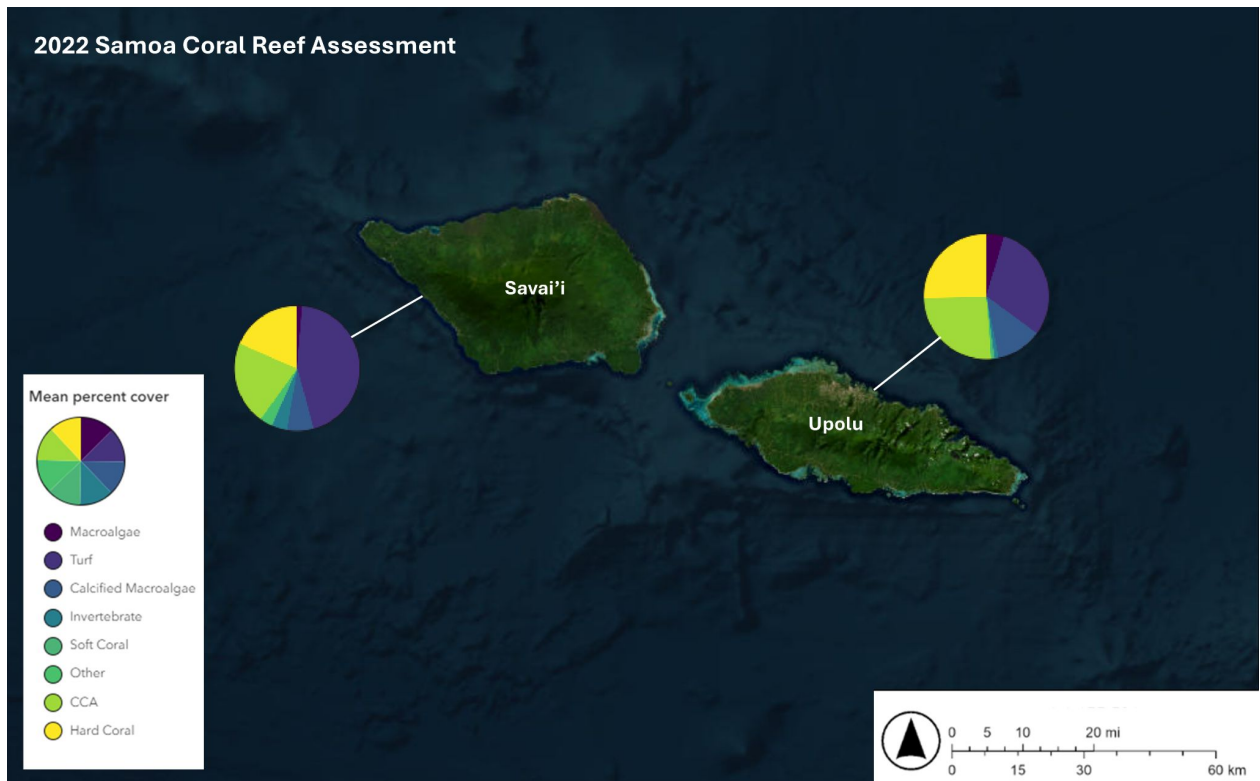 2022 Samoa Coral Reef Assessment
Savai'i
Upolu
Mean percent cover
Macroalgae
Turf
Calcified Macroalgae
Invertebrate
Soft Coral
Other
CCA
Hard Coral
0 5 10 20 mi
0 15 30 60 km